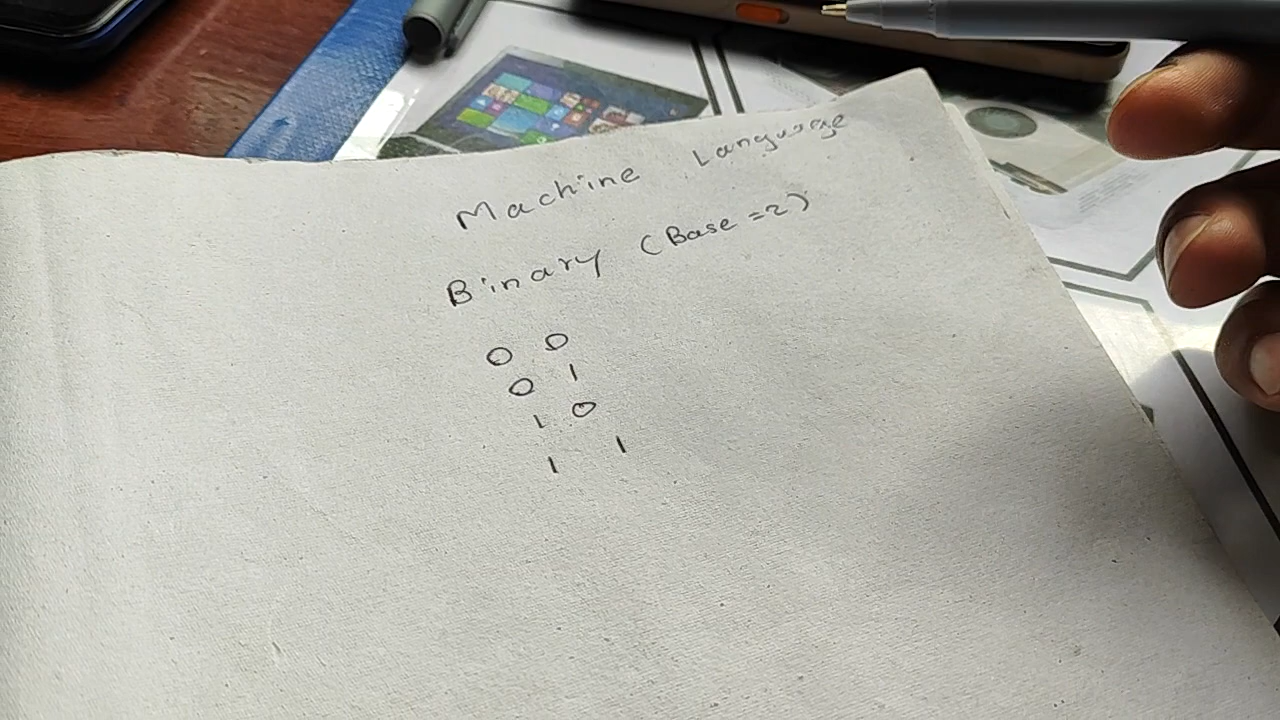 Machine Language
Binary (Base = 2)
0 0
0 1
1 0
1 1